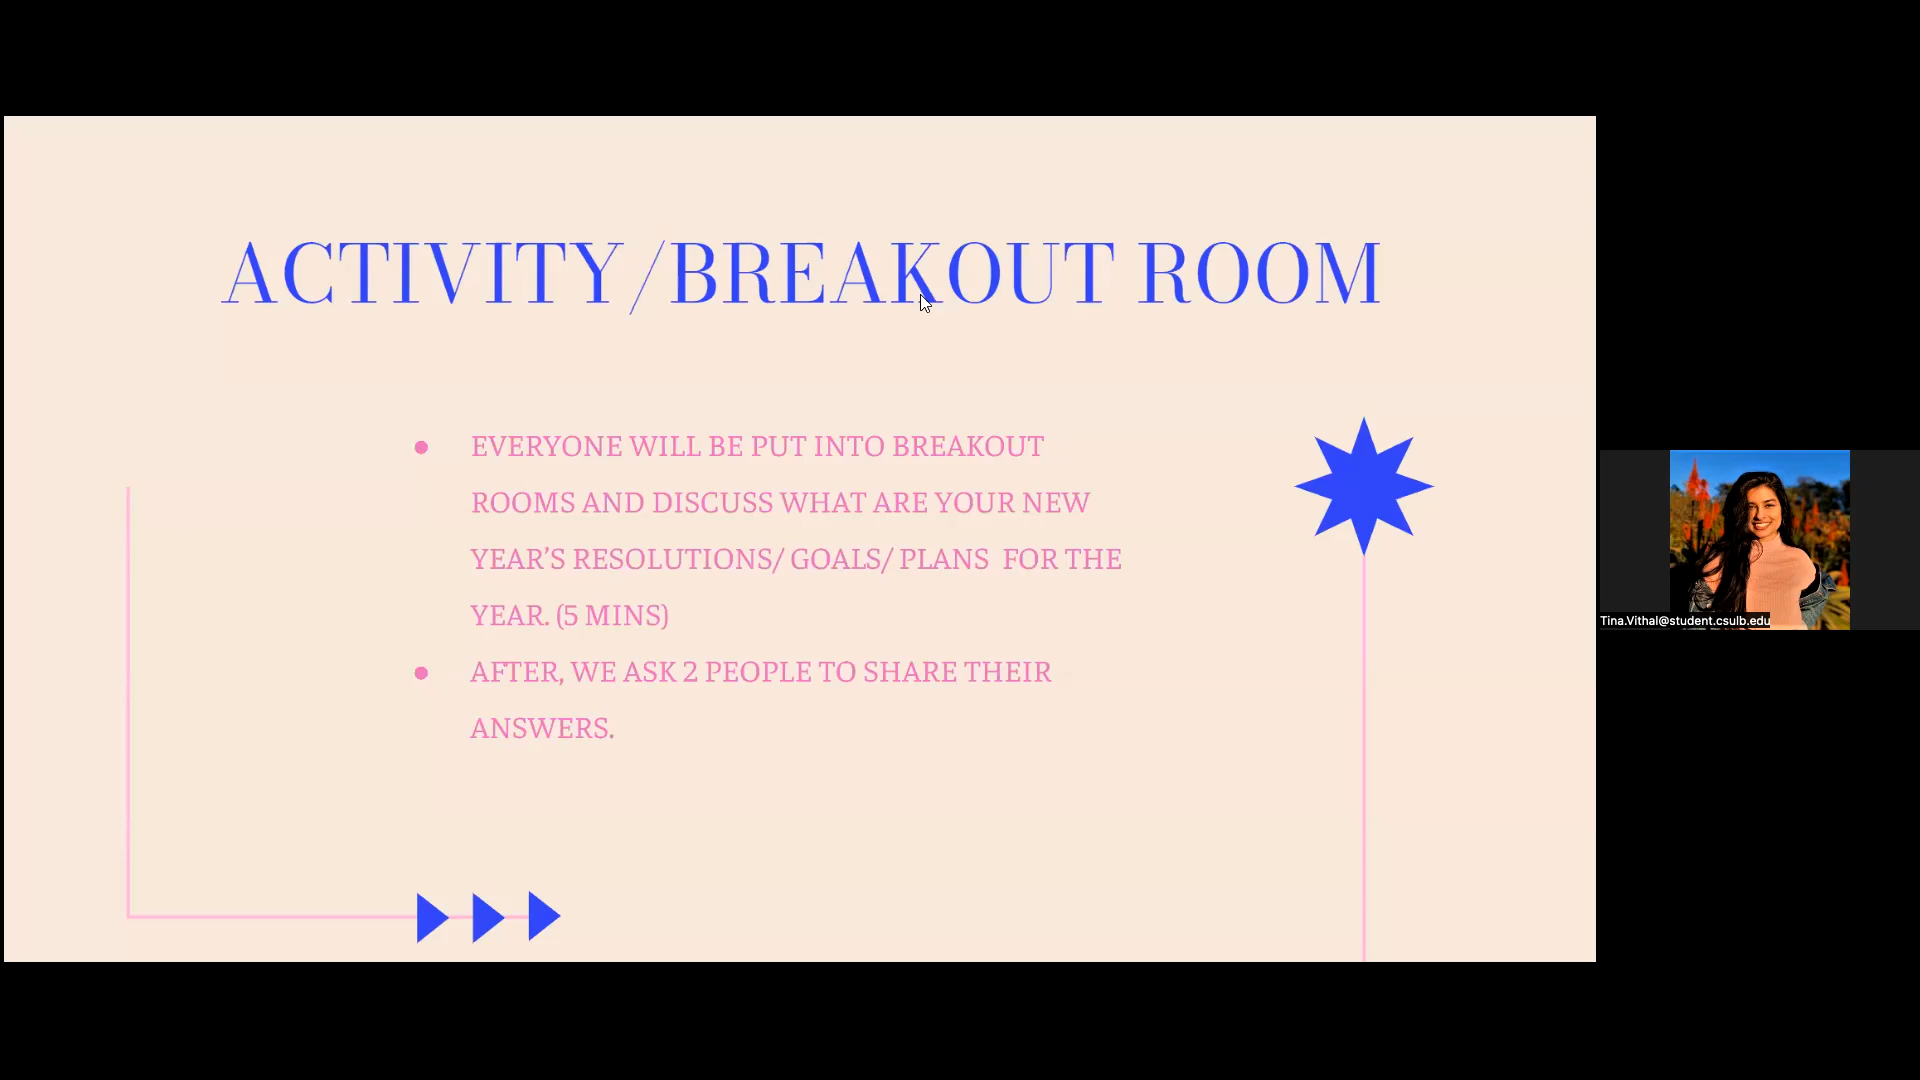 ACTIVITY/BREAKOUT ROOM
● EVERYONE WILL BE PUT INTO BREAKOUT
ROOMS AND DISCUSS WHAT ARE YOUR NEW
YEAR’S RESOLUTIONS/ GOALS/ PLANS  FOR THE
YEAR. (5 MINS)
● AFTER, WE ASK 2 PEOPLE TO SHARE THEIR
ANSWERS.
Tina.Vithal@student.csulb.edu